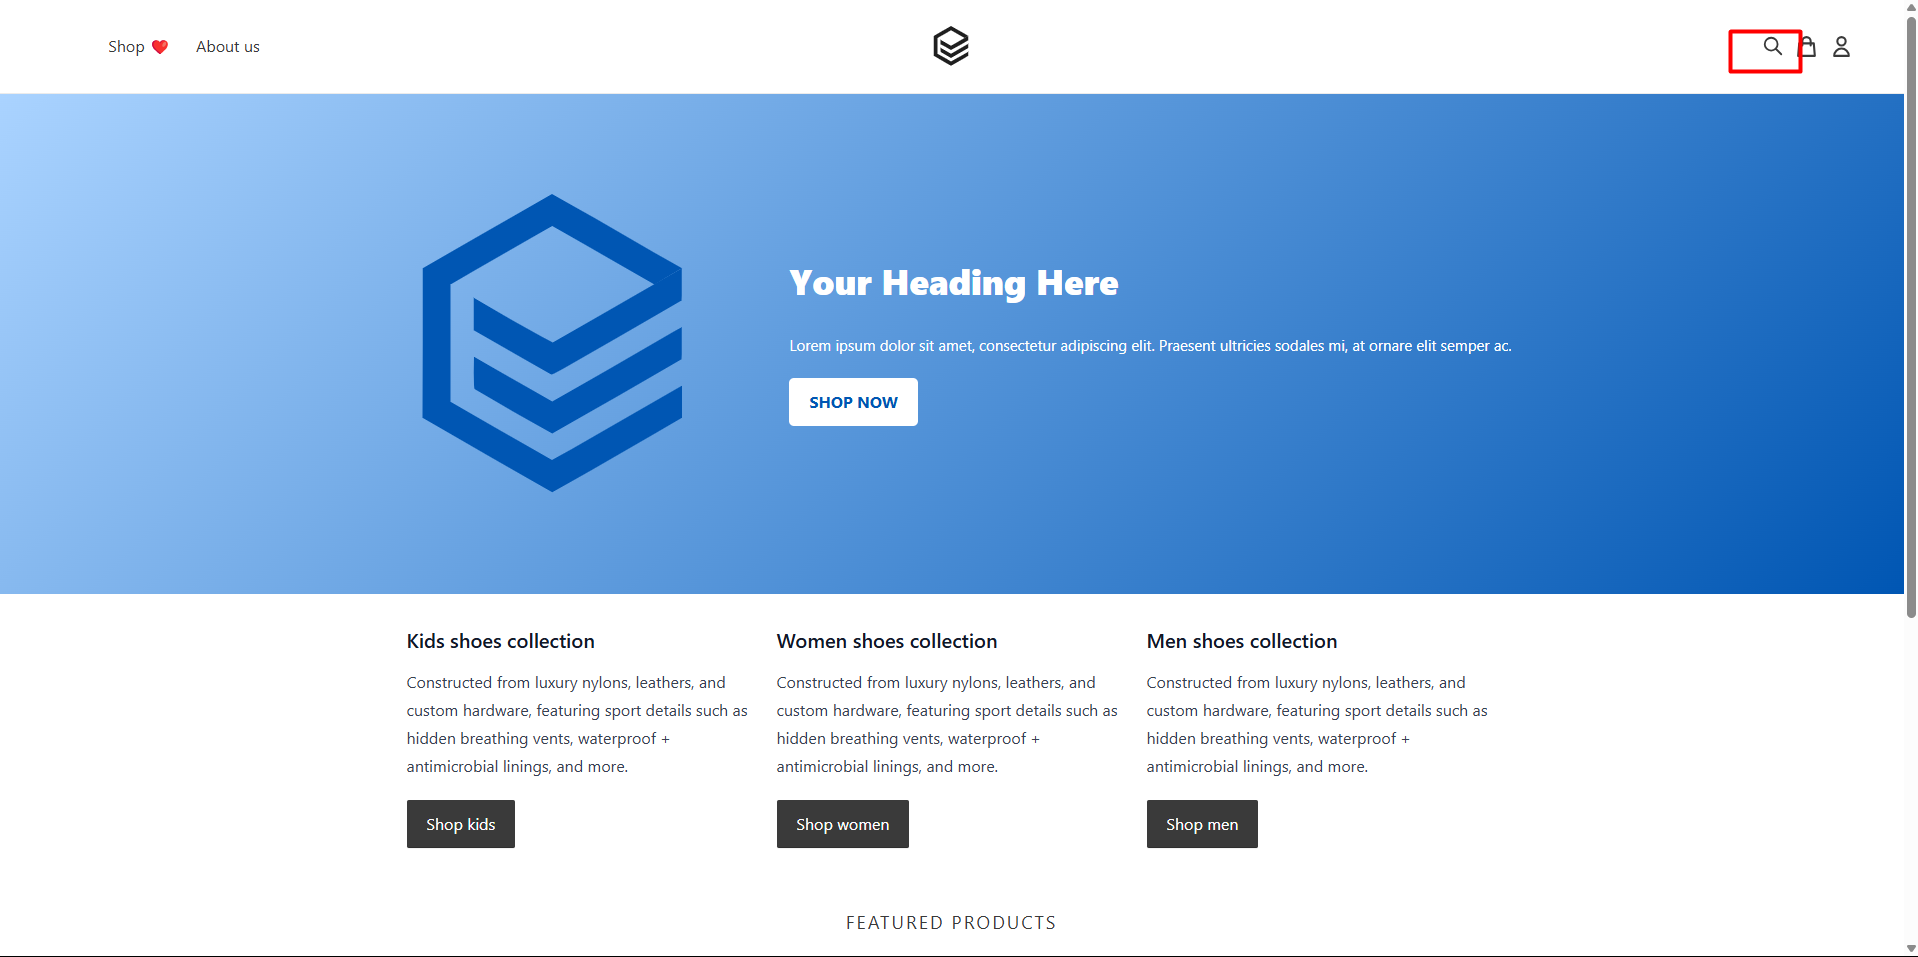 Shop ❤️ About us
Your Heading Here
Lorem ipsum dolor sit amet, consectetur adipiscing elit. Praesent ultricies sodales mi, at ornare elit semper ac.
SHOP NOW
Kids shoes collection
Constructed from luxury nylons, leathers, and
custom hardware, featuring sport details such as
hidden breathing vents, waterproof +
antimicrobial linings, and more.
Shop kids
Women shoes collection
Constructed from luxury nylons, leathers, and
custom hardware, featuring sport details such as
hidden breathing vents, waterproof +
antimicrobial linings, and more.
Shop women
Men shoes collection
Constructed from luxury nylons, leathers, and
custom hardware, featuring sport details such as
hidden breathing vents, waterproof +
antimicrobial linings, and more.
Shop men
FEATURED PRODUCTS